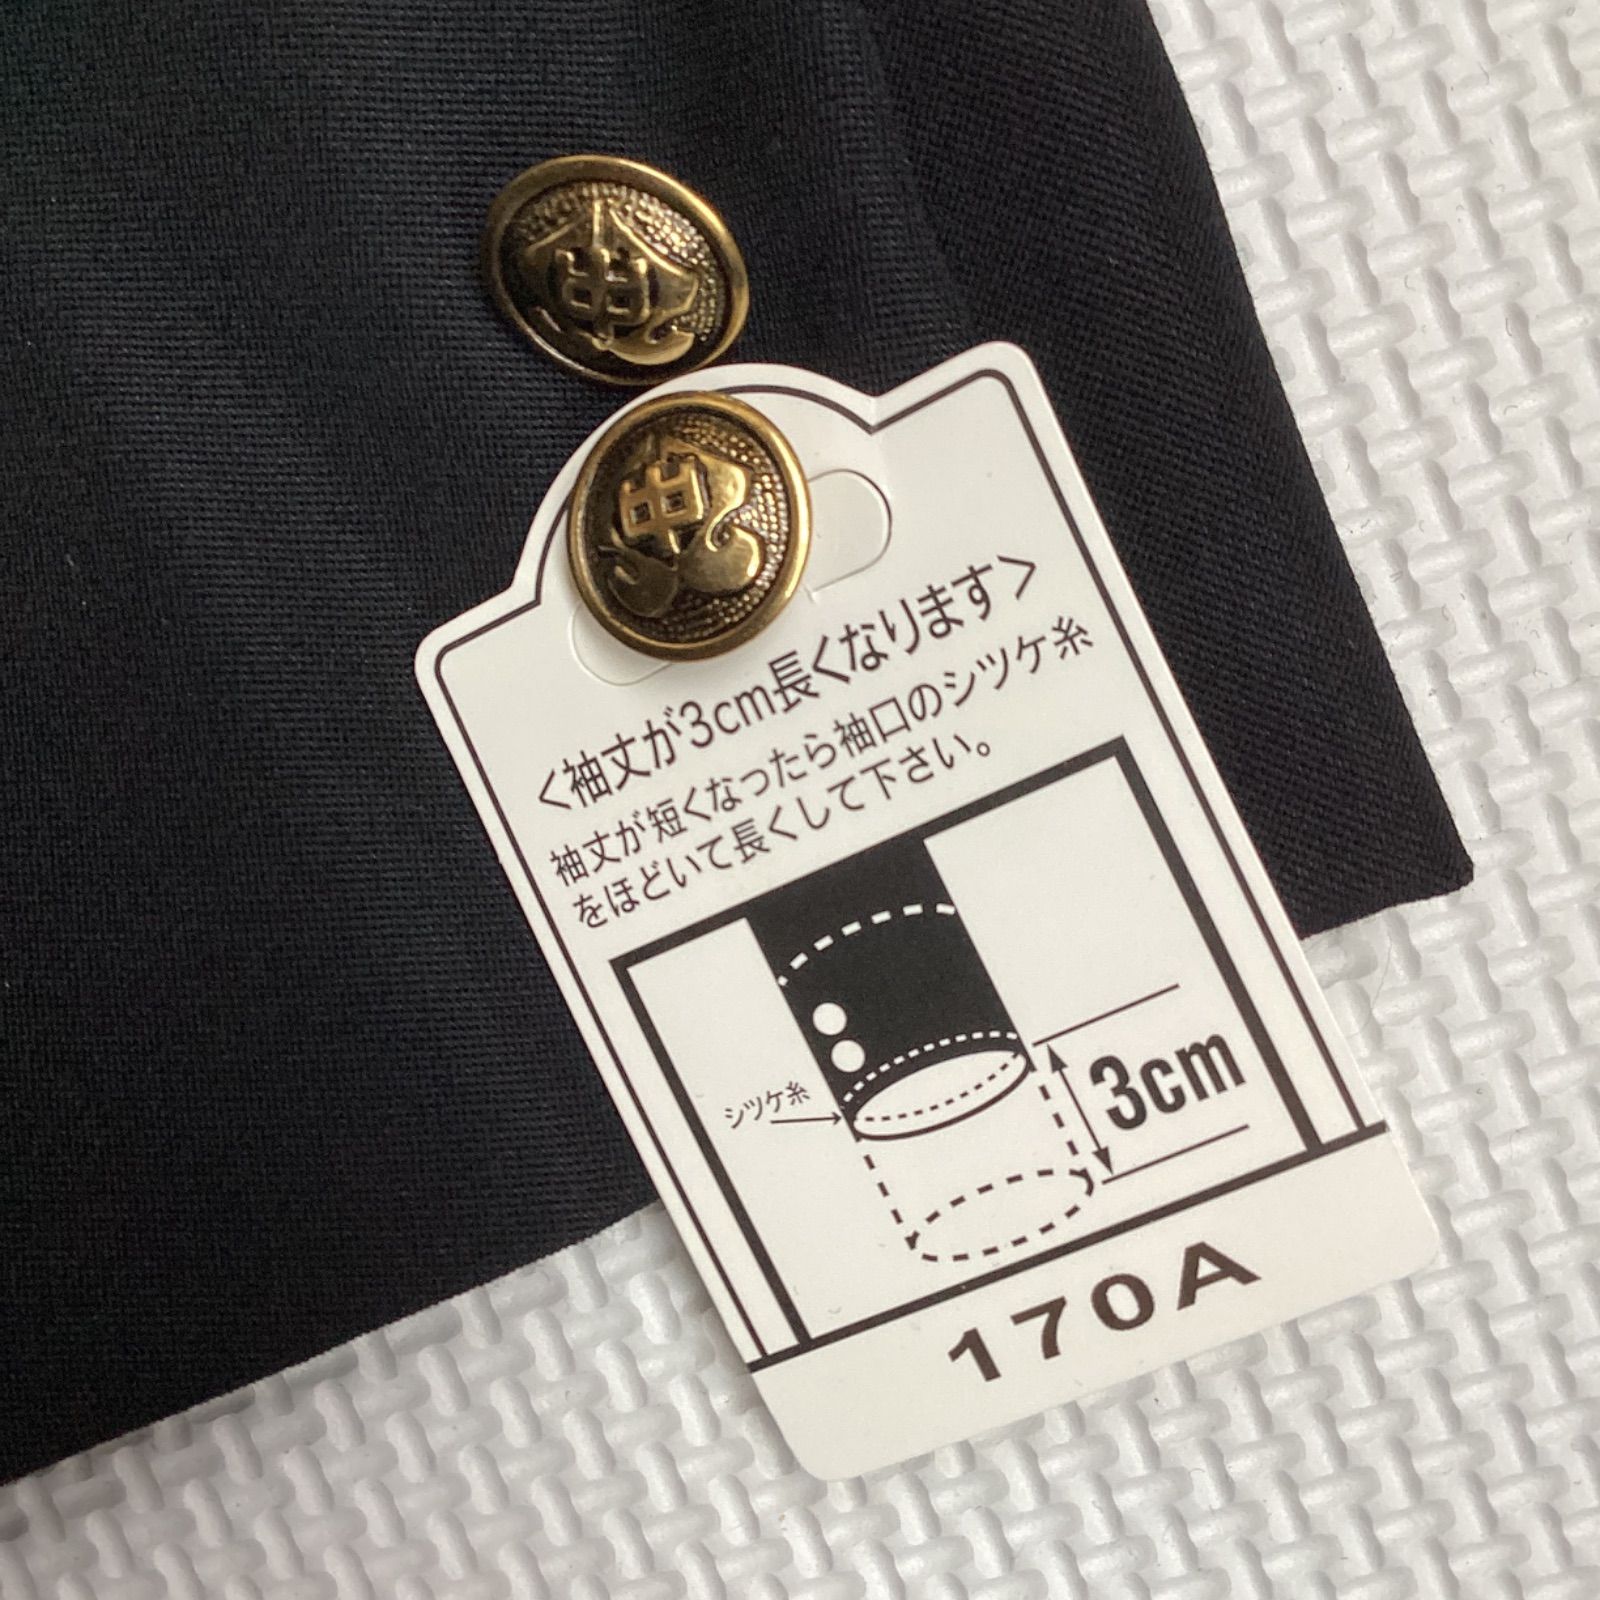 <袖丈が3cm長くなります>
袖丈が短くなったら袖口のシツケ糸
をほどいて長くして下さい。
シツケ糸
3cm
170A